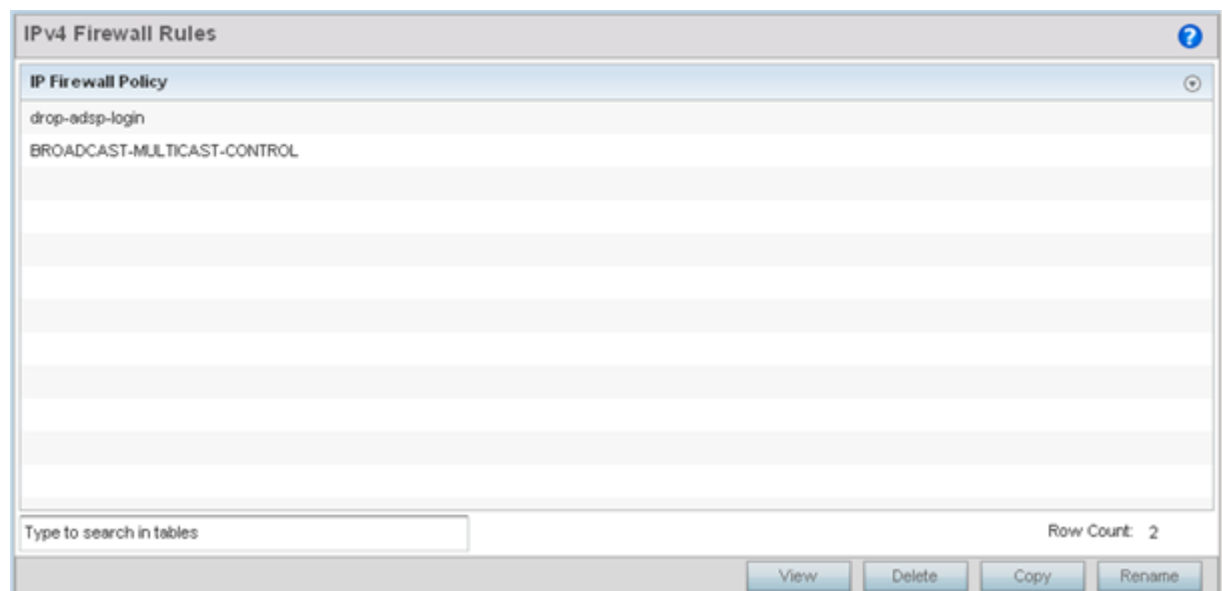 IPv4 Firewall Rules
?
IP Firewall Policy
drop-adsp-login
BROADCAST-MULTICAST-CONTROL
Type to search in tables
Row Count: 2
View Delete Copy Rename